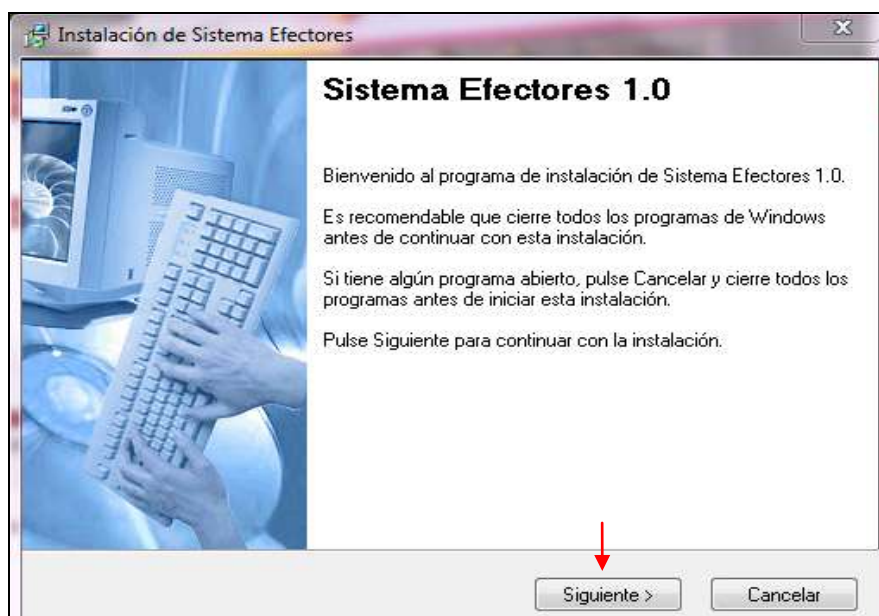 Instalación de Sistema Efectores
Sistema Efectores 1.0
Bienvenido al programa de instalación de Sistema Efectores 1.0.
Es recomendable que cierre todos los programas de Windows
antes de continuar con esta instalación.
Si tiene algún programa abierto, pulse Cancelar y cierre todos los
programas antes de iniciar esta instalación.
Pulse Siguiente para continuar con la instalación.
Siguiente >
Cancelar